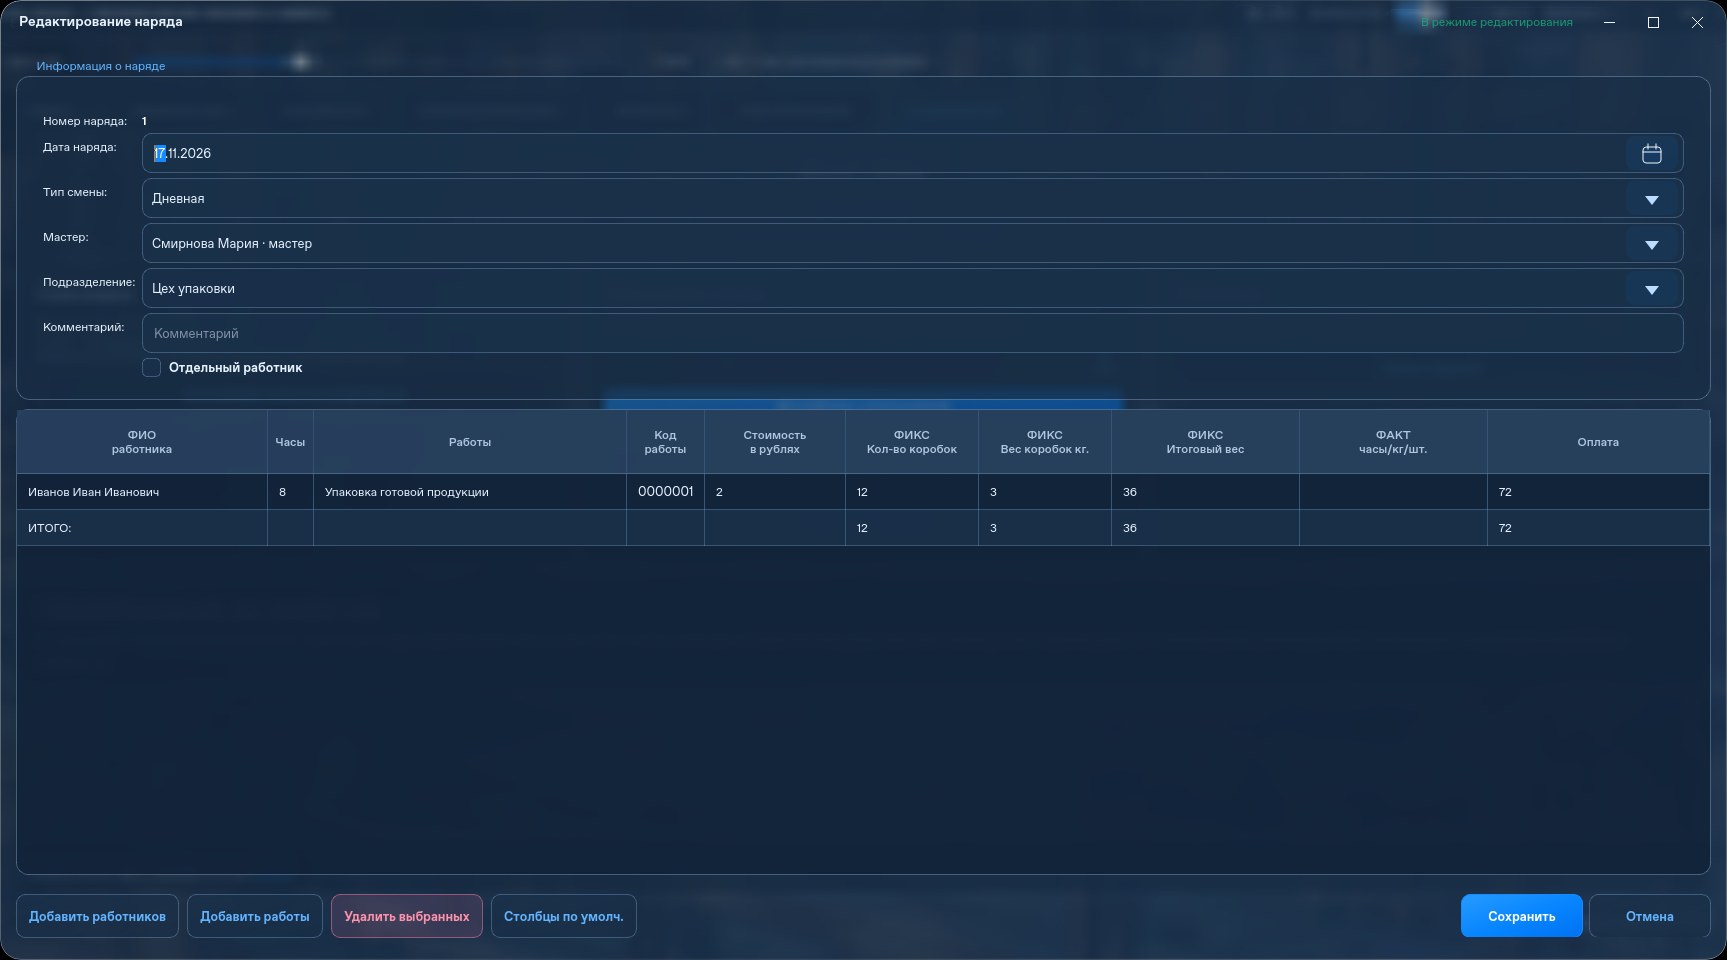 Редактирование наряда
В режиме редактирования
Информация о наряде
Номер наряда: 1
Дата наряда: 17.11.2026
Тип смены: Дневная
Мастер: Смирнова Мария · мастер
Подразделение: Цех упаковки
Комментарий: Комментарий
Отдельный работник
ФИО работника Часы Работы Код работы Стоимость в рублях ФИКС Кол-во коробок ФИКС Вес коробок кг. ФИКС Итоговый вес ФАКТ часы/кг/шт. Оплата
Иванов Иван Иванович 8 Упаковка готовой продукции 0000001 2 12 3 36 72
ИТОГО: 12 3 36 72
Добавить работников Добавить работы Удалить выбранных Столбцы по умолч. Сохранить Отмена